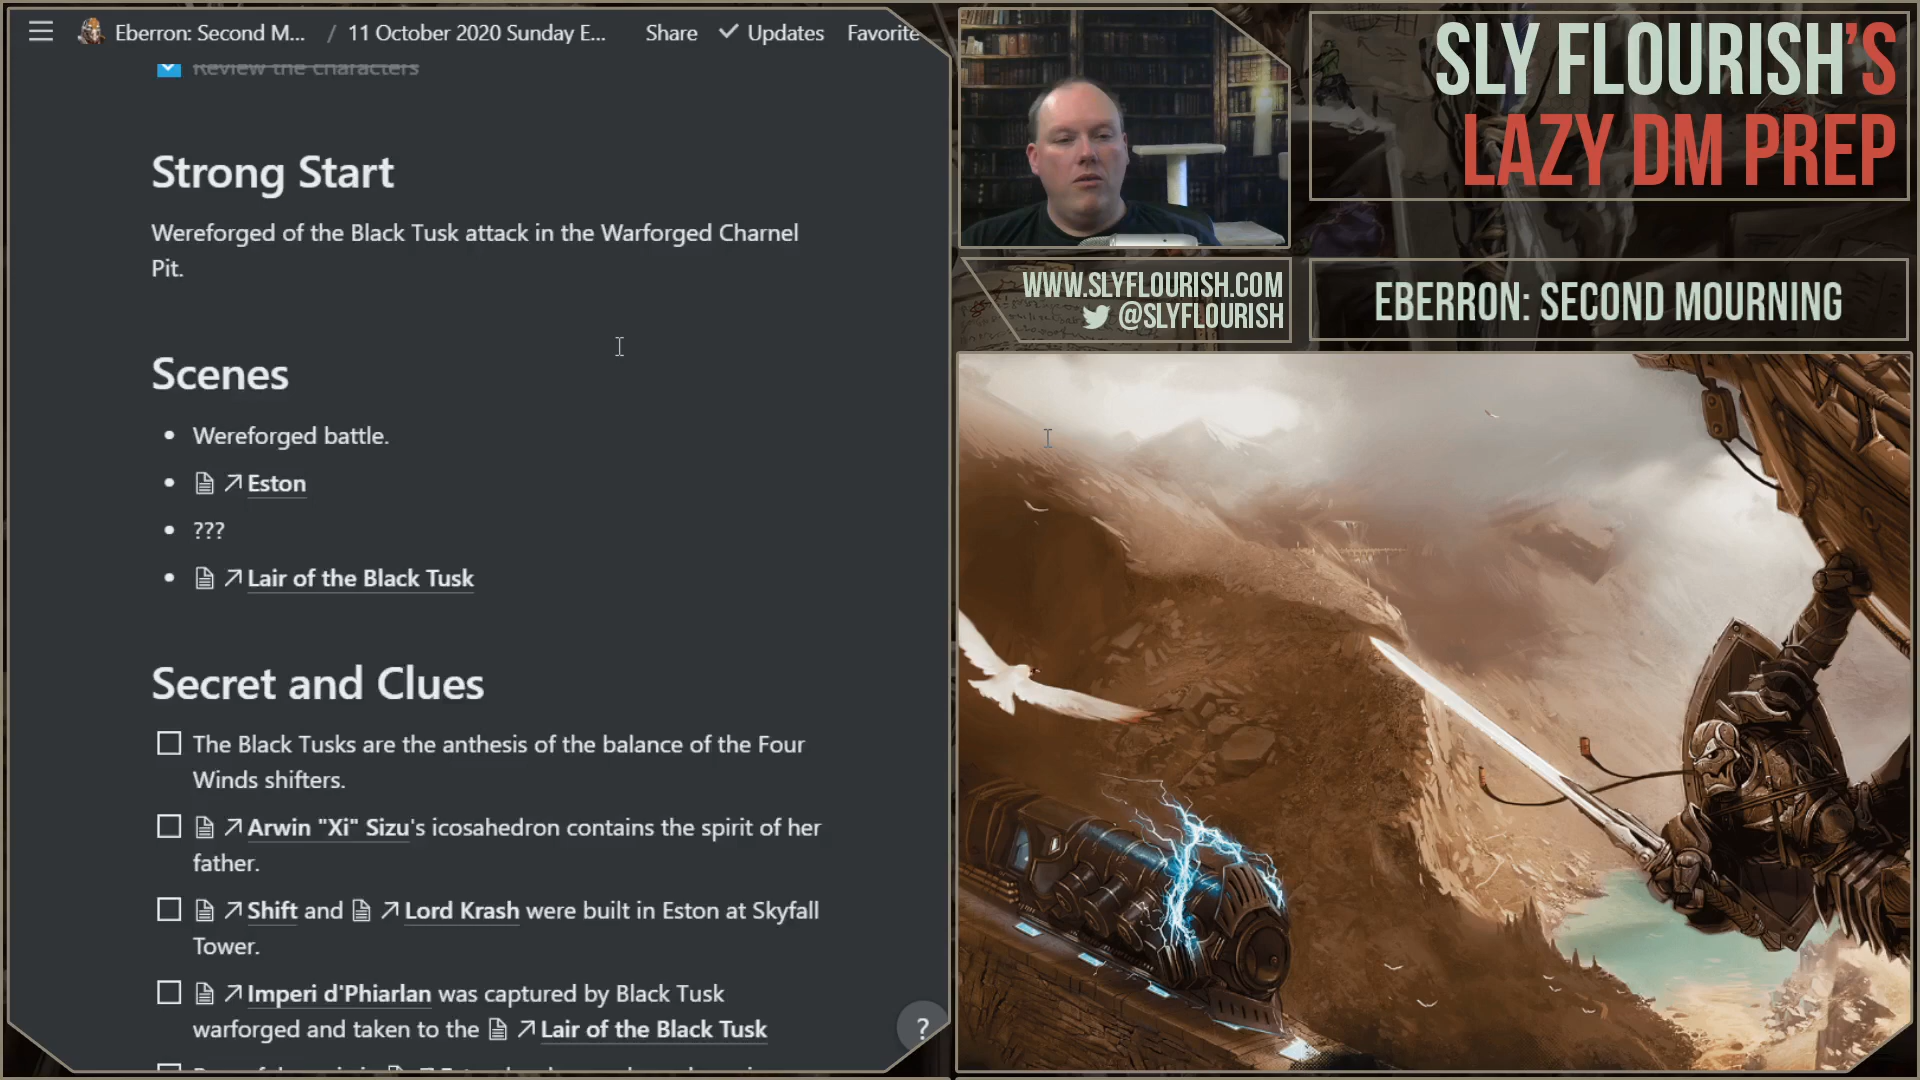 Eberron: Second M... / 11 October 2020 Sunday E... Share Updates Favorite
Review the characters
Strong Start
Wereforged of the Black Tusk attack in the Warforged Charnel
Pit.
Scenes
Wereforged battle.
Eston
???
Lair of the Black Tusk
Secret and Clues
The Black Tusks are the anthesis of the balance of the Four
Winds shifters.
Arwin "Xi" Sizu's icosahedron contains the spirit of her
father.
Shift and Lord Krash were built in Eston at Skyfall
Tower.
Imperi d'Phiarlan was captured by Black Tusk
warforged and taken to the Lair of the Black Tusk
?
SLY FLOURISH'S
LAZY DM PREP
WWW.SLYFLOURISH.COM
@SLYFLOURISH
EBERRON: SECOND MOURNING